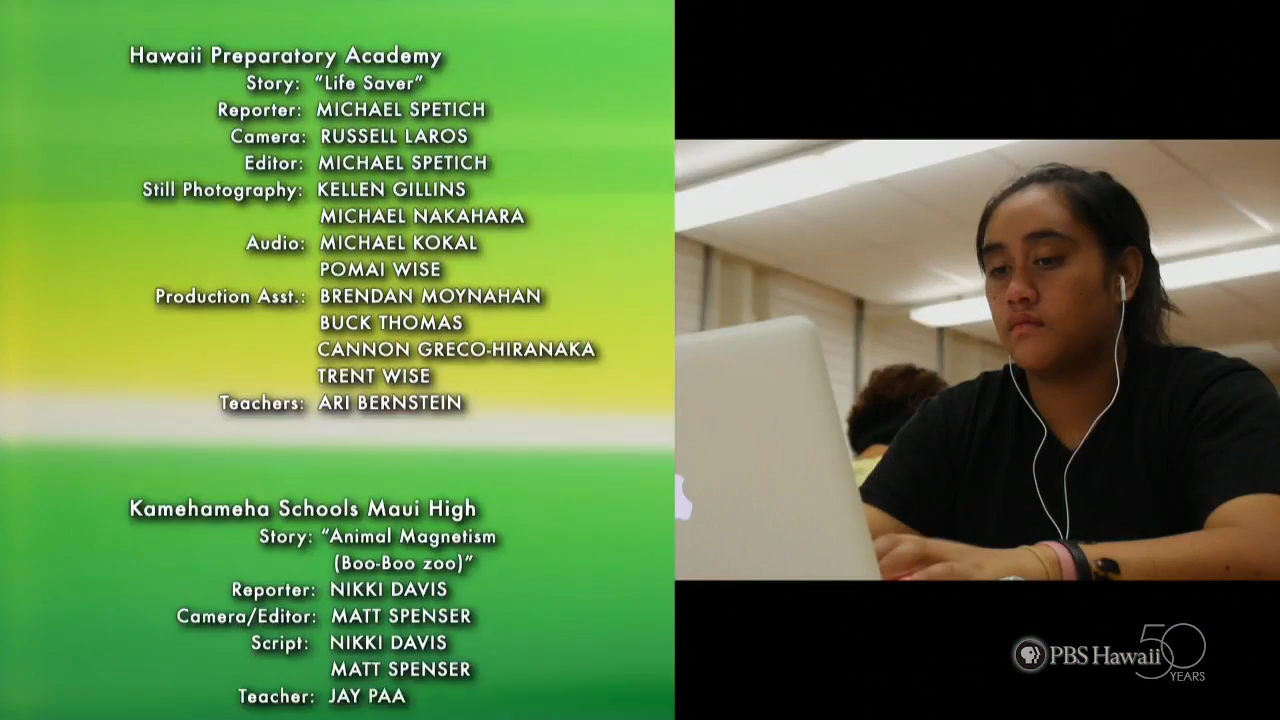 Hawaii Preparatory Academy
Story: “Life Saver”
Reporter: MICHAEL SPETICH
Camera: RUSSELL LAROS
Editor: MICHAEL SPETICH
Still Photography: KELLEN GILLINS
MICHAEL NAKAHARA
Audio: MICHAEL KOKAL
POMAI WISE
Production Asst.: BRENDAN MOYNAHAN
BUCK THOMAS
CANNON GRECO-HIRANAKA
TRENT WISE
Teachers: ARI BERNSTEIN
Kamehameha Schools Maui High
Story: “Animal Magnetism
(Boo-Boo zoo)”
Reporter: NIKKI DAVIS
Camera/Editor: MATT SPENSER
Script: NIKKI DAVIS
MATT SPENSER
Teacher: JAY PAA
PBS Hawaii 50
YEARS